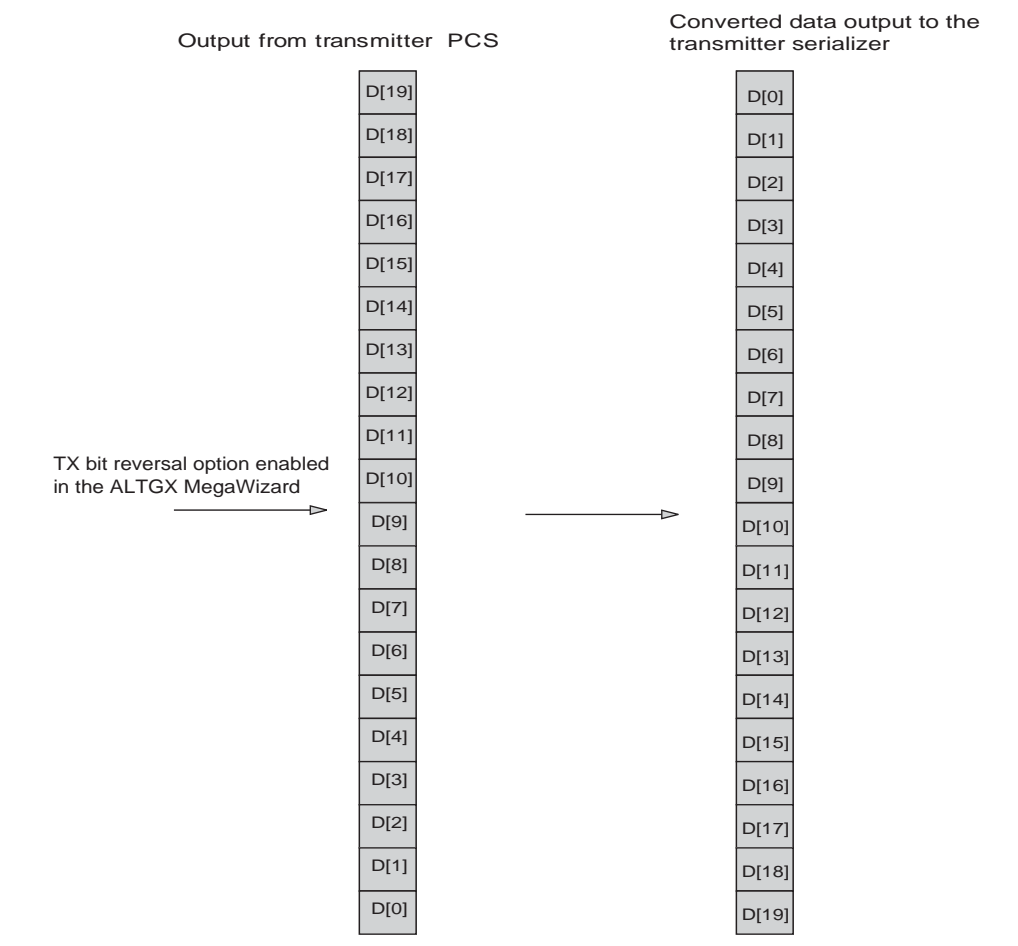 Output from transmitter PCS
Converted data output to the
transmitter serializer
TX bit reversal option enabled
in the ALTGX MegaWizard
D[19]
D[18]
D[17]
D[16]
D[15]
D[14]
D[13]
D[12]
D[11]
D[10]
D[9]
D[8]
D[7]
D[6]
D[5]
D[4]
D[3]
D[2]
D[1]
D[0]
D[0]
D[1]
D[2]
D[3]
D[4]
D[5]
D[6]
D[7]
D[8]
D[9]
D[10]
D[11]
D[12]
D[13]
D[14]
D[15]
D[16]
D[17]
D[18]
D[19]